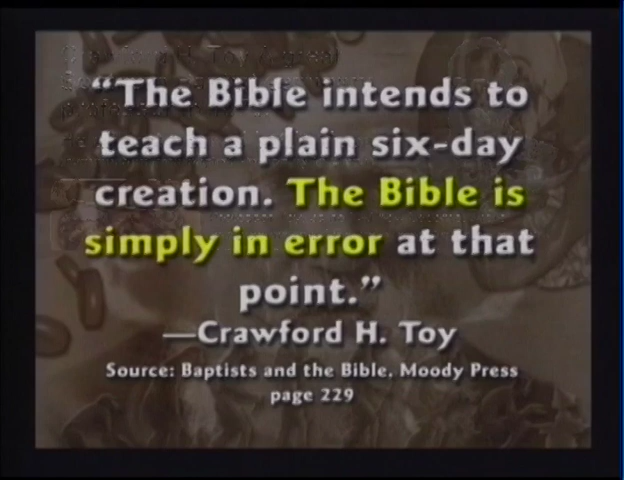 “The Bible intends to
teach a plain six-day
creation. The Bible is
simply in error at that
point.”
—Crawford H. Toy
Source: Baptists and the Bible, Moody Press
page 229